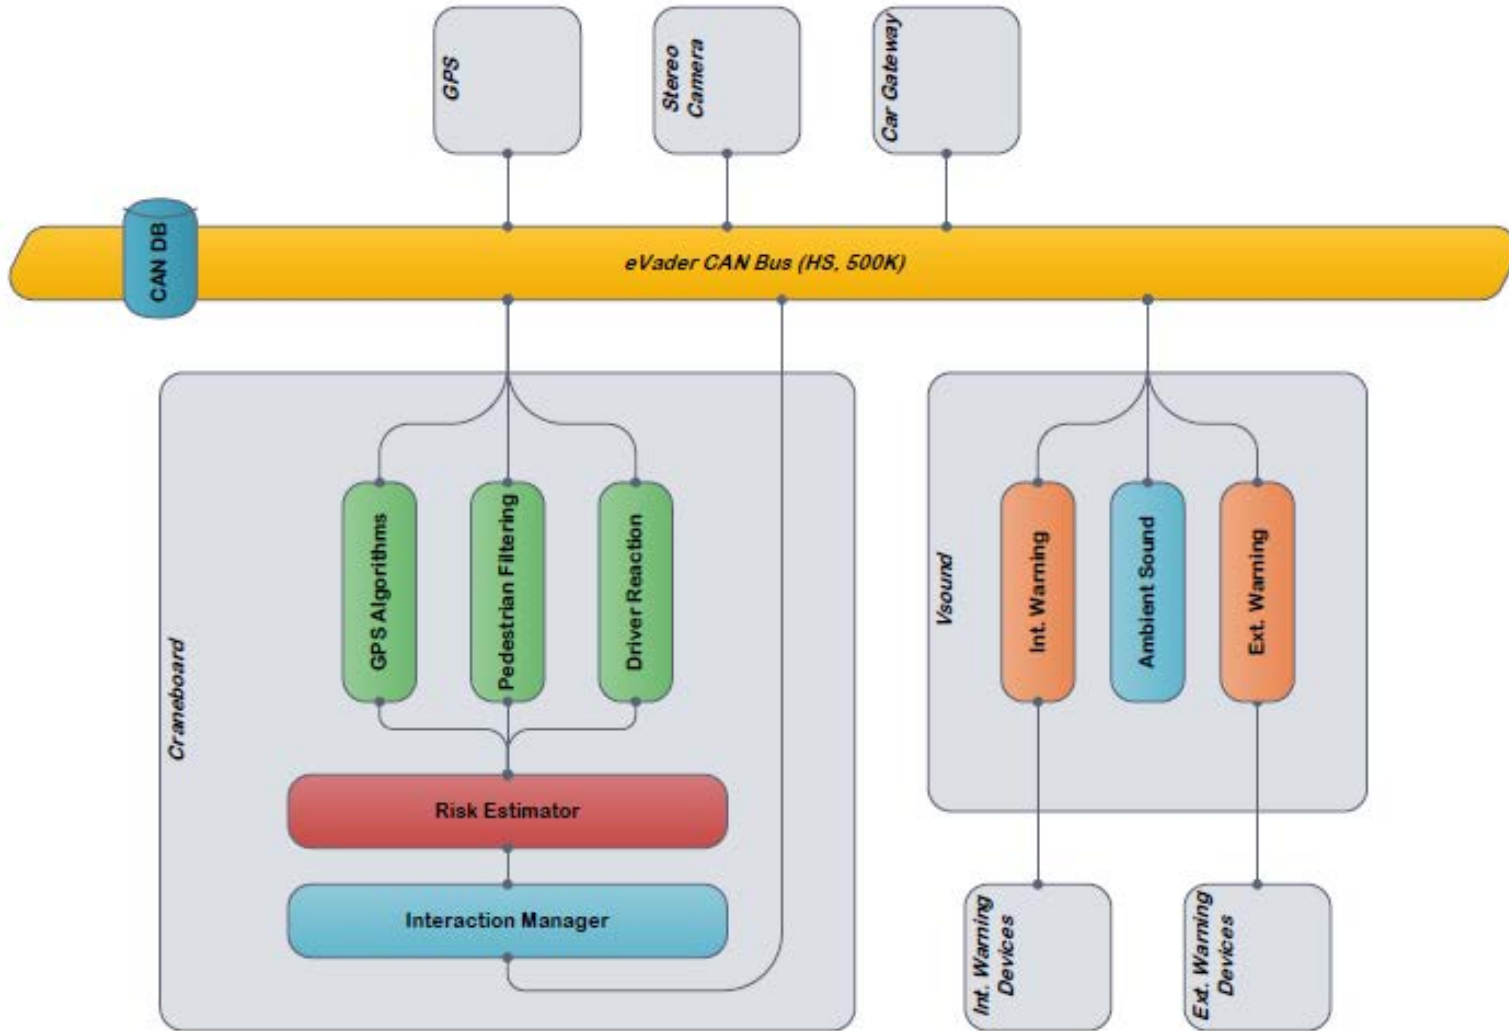 GPS
Stereo
Camera
Car Gateway
CAN DB
eVader CAN Bus (HS, 500K)
Craneboard
GPS Algorithms
Pedestrian Filtering
Driver Reaction
Risk Estimator
Interaction Manager
Vsound
Int. Warning
Ambient Sound
Ext. Warning
Int. Warning
Devices
Ext. Warning
Devices